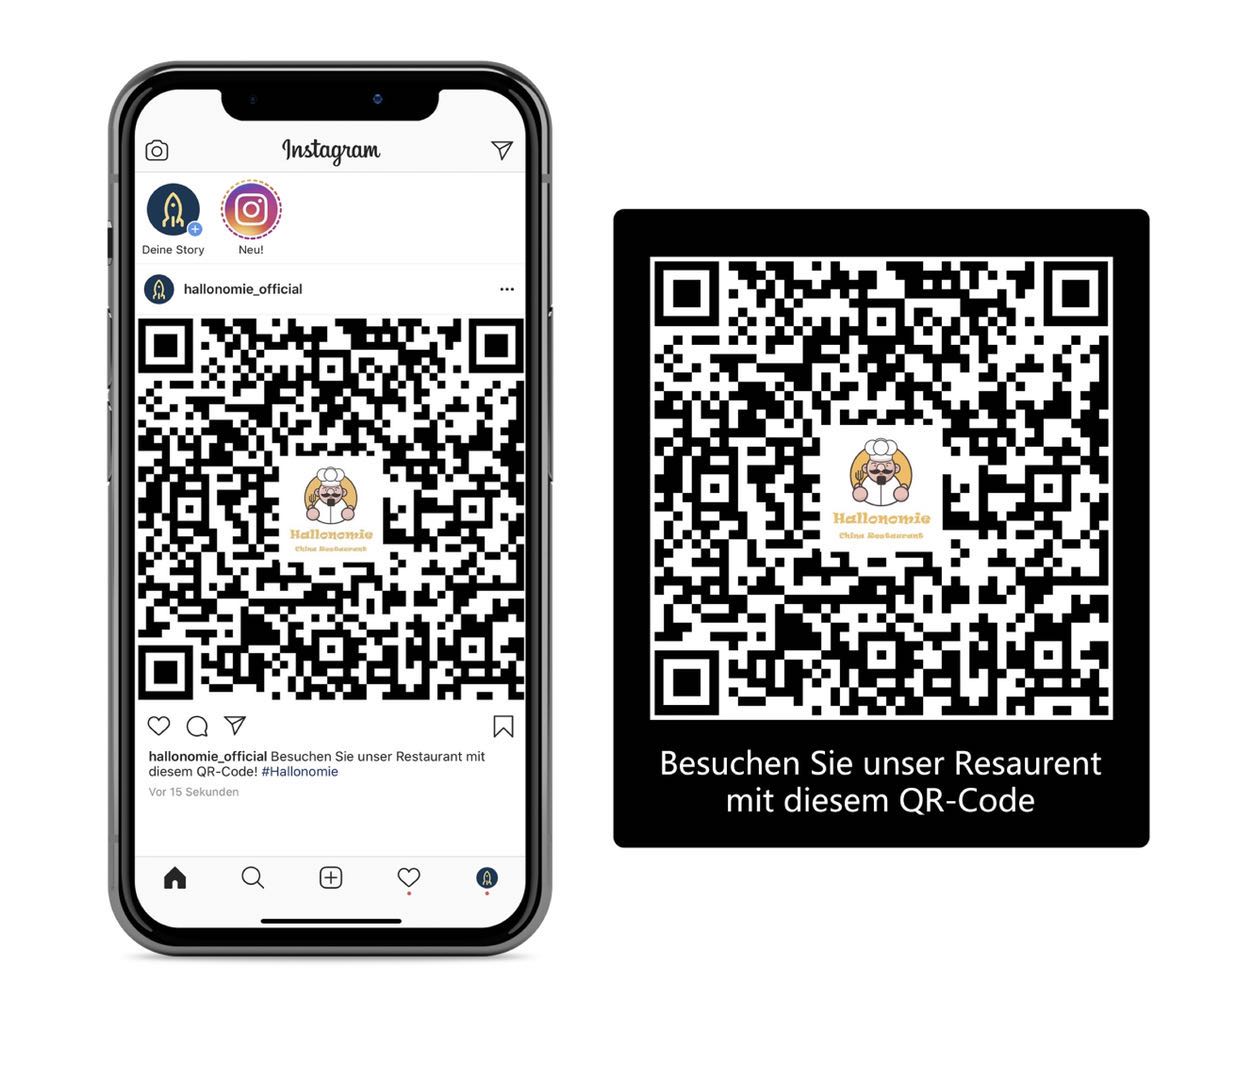 Instagram
Deine Story
Neu!
hallonomie_official
Hallonomie
China Restaurant
hallonomie_official Besuchen Sie unser Restaurant mit
diesem QR-Code! #Hallonomie
Vor 15 Sekunden
Hallonomie
China Restaurant
Besuchen Sie unser Resaurent
mit diesem QR-Code